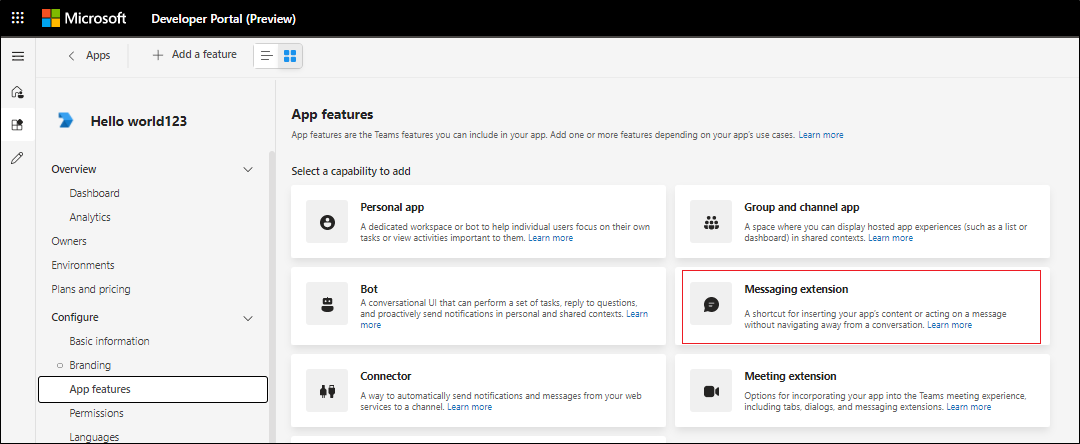 Microsoft
Developer Portal (Preview)
Apps
Add a feature
Hello world123
Overview
Dashboard
Analytics
Owners
Environments
Plans and pricing
Configure
Basic information
Branding
App features
Permissions
Languages
App features
App features are the Teams features you can include in your app. Add one or more features depending on your app's use cases. Learn more
Select a capability to add
Personal app
A dedicated workspace or bot to help individual users focus on their own
tasks or view activities important to them. Learn more
Group and channel app
A space where you can display hosted app experiences (such as a list or
dashboard) in shared contexts. Learn more
Bot
A conversational UI that can perform a set of tasks, reply to questions,
and proactively send notifications in personal and shared contexts. Learn
more
Messaging extension
A shortcut for inserting your app's content or acting on a message
without navigating away from a conversation. Learn more
Connector
A way to automatically send notifications and messages from your web
services to a channel. Learn more
Meeting extension
Options for incorporating your app into the Teams meeting experience,
including tabs, dialogs, and messaging extensions. Learn more